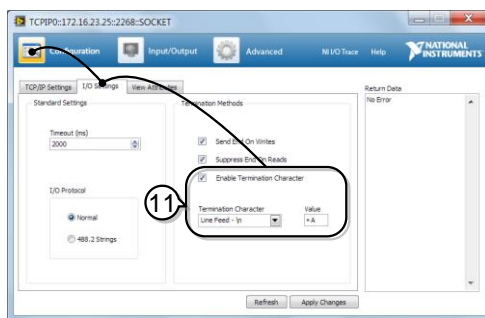 TCPIP0::172.16.23.25::2268::SOCKET
Configuration
Input/Output
Advanced
NI I/O Trace
Help
NATIONAL
INSTRUMENTS
TCP/IP Settings
I/O Settings
View Attributes
Return Data
Standard Settings
Termination Methods
No Error
Timeout (ms)
2000
Send End On Writes
Suppress End On Reads
Enable Termination Character
I/O Protocol
11
Termination Character
Value
Line Feed - \n
Normal
488.2 Strings
Refresh
Apply Changes